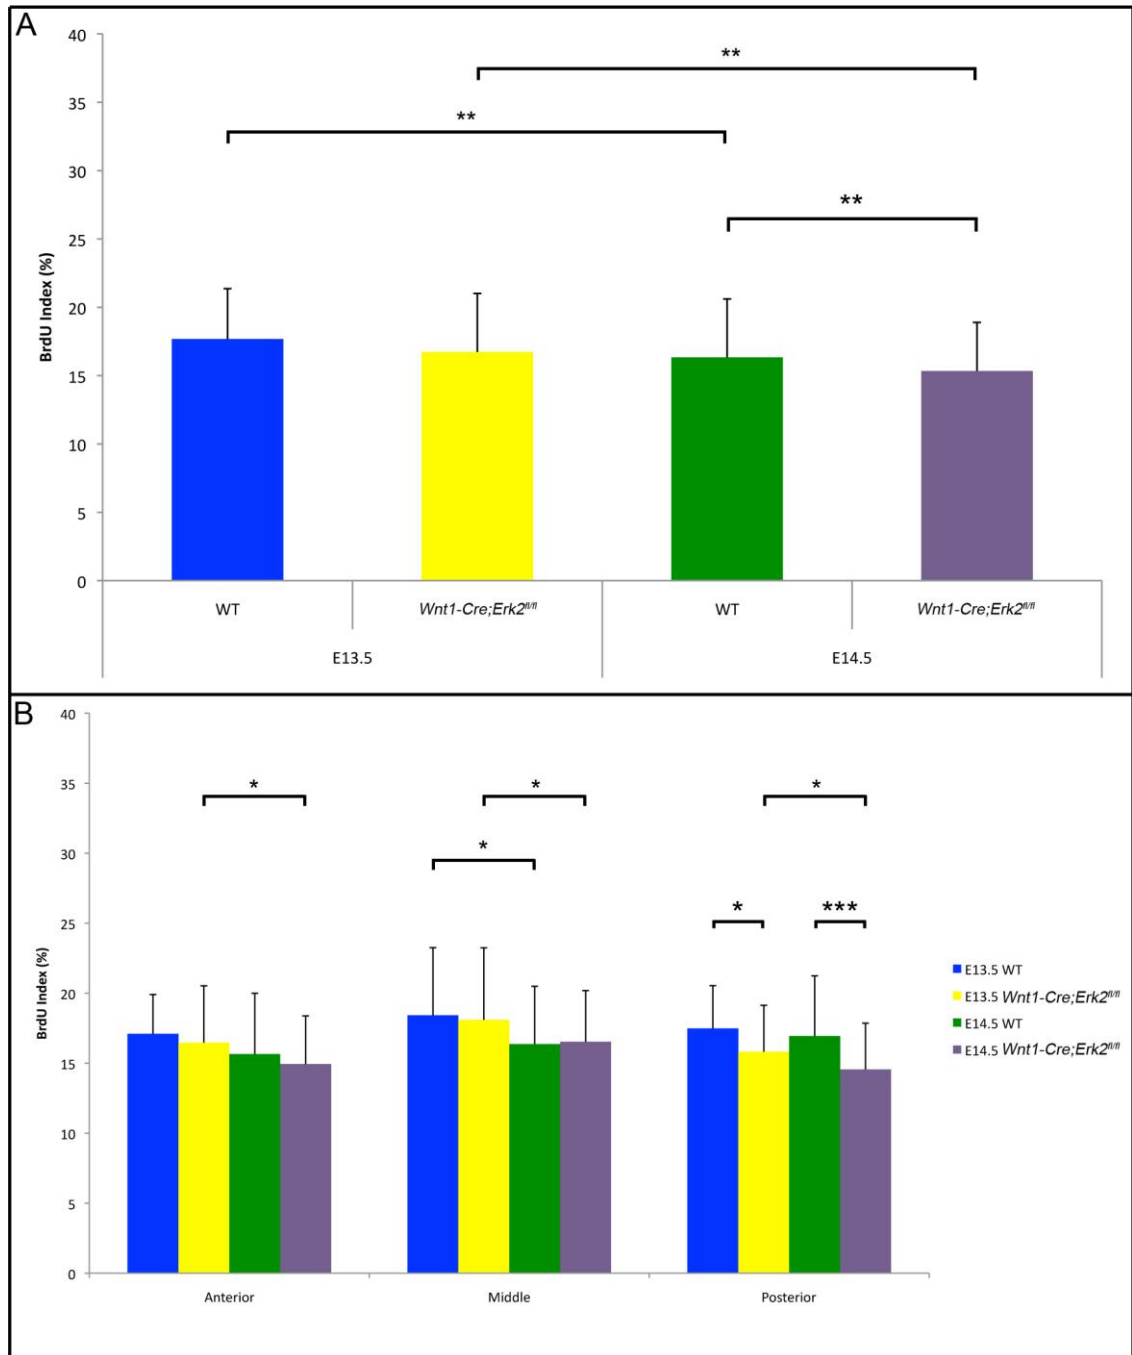 A
40
35
30
25
20
15
10
5
0
BrdU Index (%)
**
**
**
WT
Wnt1-Cre;Erk2fl/fl
WT
Wnt1-Cre;Erk2fl/fl
E13.5
E14.5
B
40
35
30
25
20
15
10
5
0
BrdU Index (%)
*
*
*
*
*
***
Anterior
Middle
Posterior
E13.5 WT
E13.5 Wnt1-Cre;Erk2fl/fl
E14.5 WT
E14.5 Wnt1-Cre;Erk2fl/fl